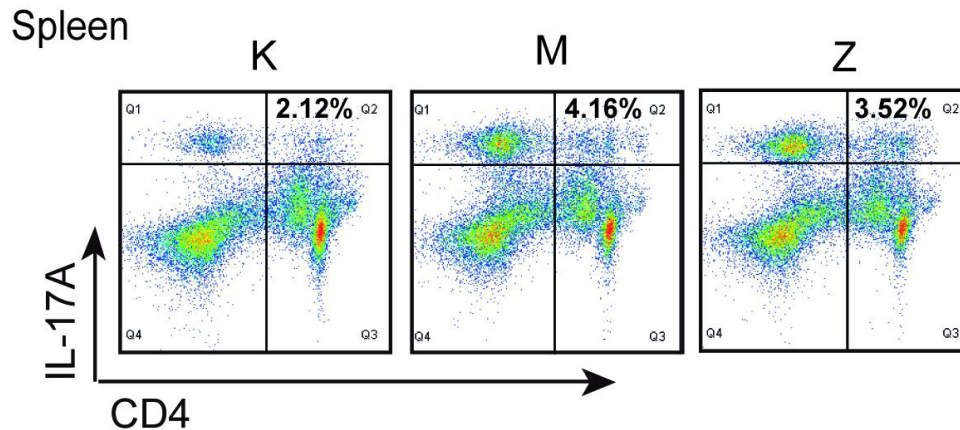 Spleen
K M Z
Q1 2.12% Q2 Q1 4.16% Q2 Q1 3.52% Q2
Q4 Q3 Q4 Q3 Q4 Q3
IL-17A
CD4